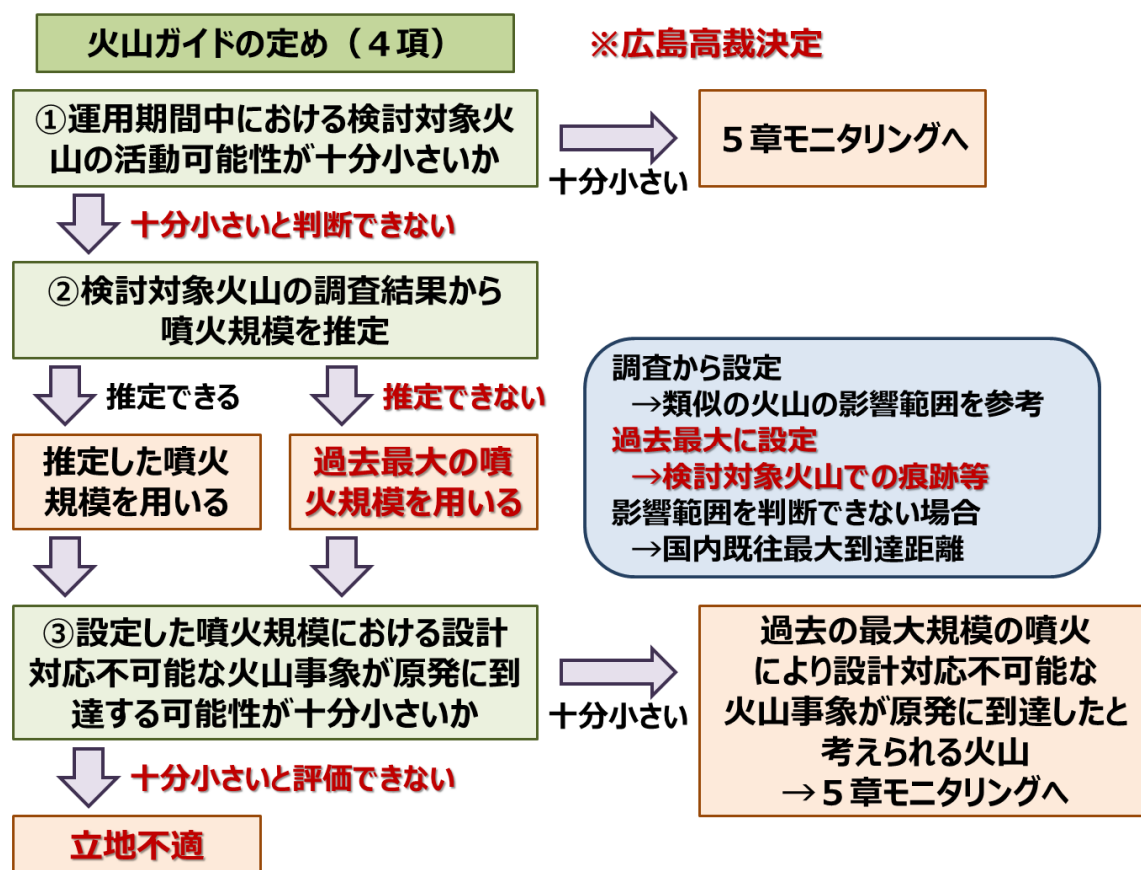 火山ガイドの定め（４項）
※広島高裁決定
①運用期間中における検討対象火
山の活動可能性が十分小さいか
十分小さい
５章モニタリングへ
十分小さいと判断できない
②検討対象火山の調査結果から
噴火規模を推定
推定できる
推定できない
推定した噴火
規模を用いる
過去最大の噴
火規模を用いる
調査から設定
→類似の火山の影響範囲を参考
過去最大に設定
→検討対象火山での痕跡等
影響範囲を判断できない場合
→国内既往最大到達距離
③設定した噴火規模における設計
対応不可能な火山事象が原発に到
達する可能性が十分小さいか
十分小さい
過去の最大規模の噴火
により設計対応不可能な
火山事象が原発に到達したと
考えられる火山
→５章モニタリングへ
十分小さいと評価できない
立地不適